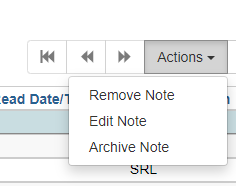 Actions
ead Date/T
n
Remove Note
Edit Note
Archive Note
SRL